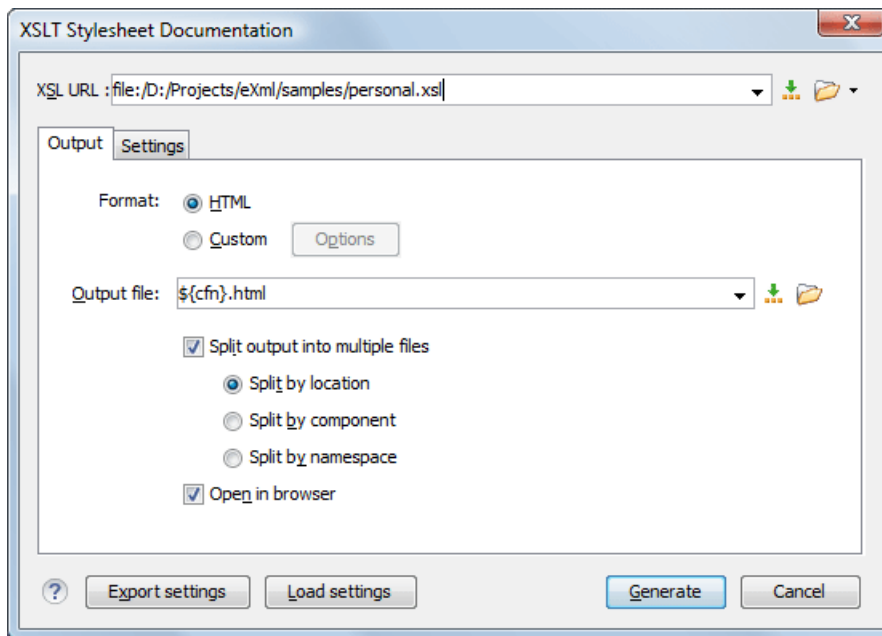 XSLT Stylesheet Documentation
XSL URL : file:/D:/Projects/eXml/samples/personal.xsl
Output Settings
Format: HTML
Custom Options
Output file: ${cfn}.html
Split output into multiple files
Split by location
Split by component
Split by namespace
Open in browser
? Export settings Load settings Generate Cancel